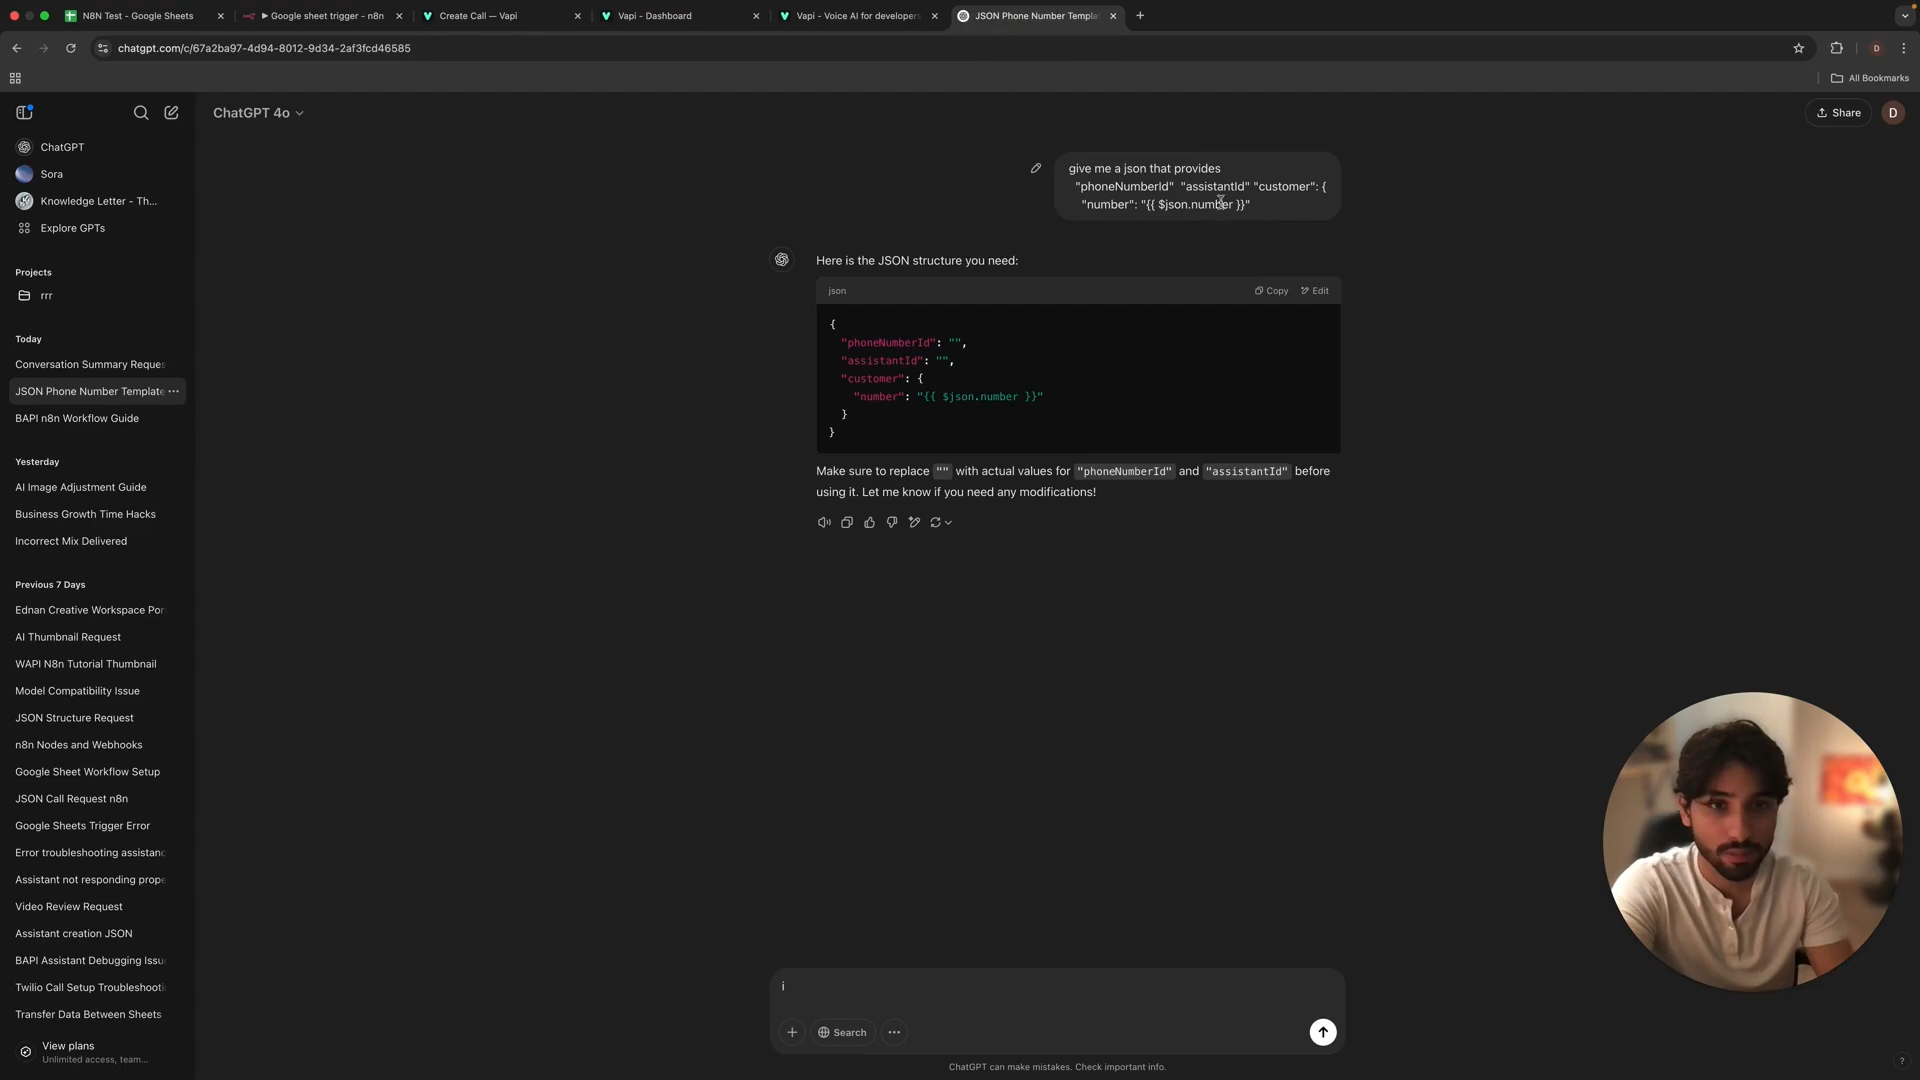 N8N Test - Google Sheets
Google sheet trigger - n8n
Create Call — Vapi
Vapi - Dashboard
Vapi - Voice AI for developers
JSON Phone Number Templa
chatgpt.com/c/67a2ba97-4d94-8012-9d34-2af3fcd46585
D
All Bookmarks
ChatGPT 4o
Share
D
ChatGPT
Sora
Knowledge Letter - Th...
Explore GPTs
Projects
rrr
Today
Conversation Summary Reques
JSON Phone Number Template
BAPI n8n Workflow Guide
Yesterday
AI Image Adjustment Guide
Business Growth Time Hacks
Incorrect Mix Delivered
Previous 7 Days
Ednan Creative Workspace Por
AI Thumbnail Request
WAPI N8n Tutorial Thumbnail
Model Compatibility Issue
JSON Structure Request
n8n Nodes and Webhooks
Google Sheet Workflow Setup
JSON Call Request n8n
Google Sheets Trigger Error
Error troubleshooting assistanc
Assistant not responding prope
Video Review Request
Assistant creation JSON
BAPI Assistant Debugging Issu
Twilio Call Setup Troubleshooti
Transfer Data Between Sheets
View plans
Unlimited access, team...
give me a json that provides
"phoneNumberId" "assistantId" "customer": {
"number": "{{ $json.number }}"
Here is the JSON structure you need:
json
Copy
Edit
{
"phoneNumberId": "",
"assistantId": "",
"customer": {
"number": "{{ $json.number }}"
}
}
Make sure to replace "" with actual values for "phoneNumberId" and "assistantId" before
using it. Let me know if you need any modifications!
i
Search
ChatGPT can make mistakes. Check important info.
?